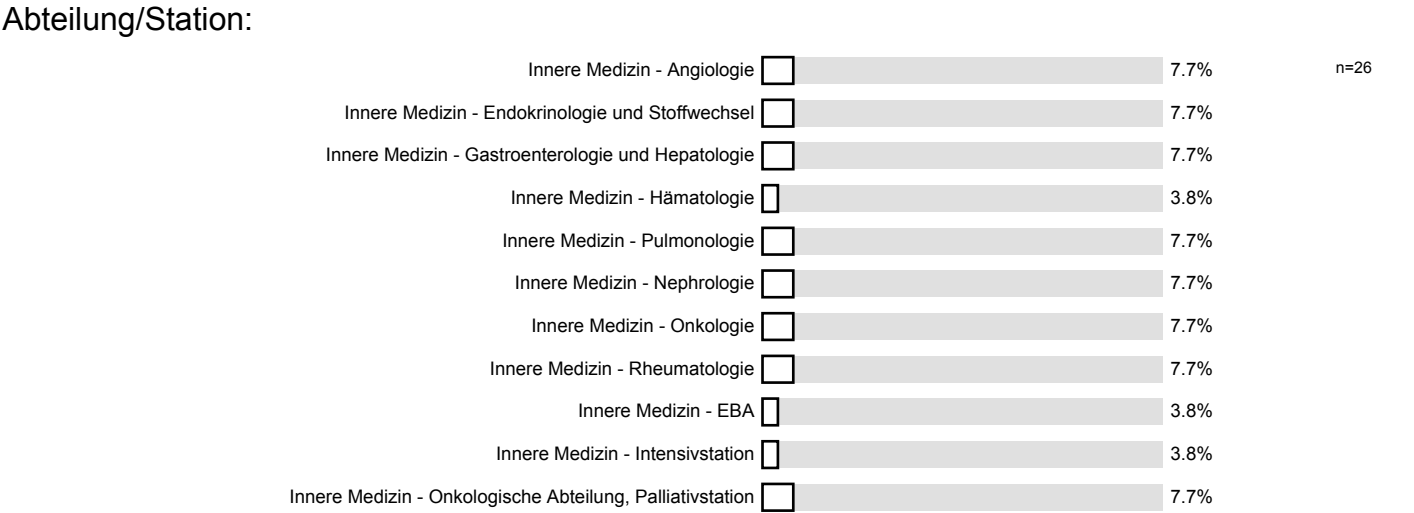 Abteilung/Station:
Innere Medizin - Angiologie 7.7% n=26
Innere Medizin - Endokrinologie und Stoffwechsel 7.7%
Innere Medizin - Gastroenterologie und Hepatologie 7.7%
Innere Medizin - Hämatologie 3.8%
Innere Medizin - Pulmonologie 7.7%
Innere Medizin - Nephrologie 7.7%
Innere Medizin - Onkologie 7.7%
Innere Medizin - Rheumatologie 7.7%
Innere Medizin - EBA 3.8%
Innere Medizin - Intensivstation 3.8%
Innere Medizin - Onkologische Abteilung, Palliativstation 7.7%